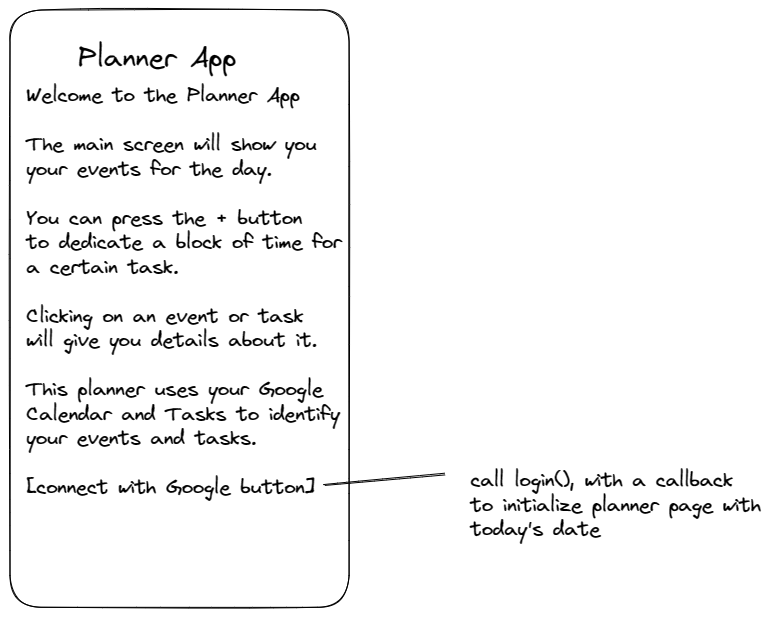 Planner App
Welcome to the Planner App
The main screen will show you
your events for the day.
You can press the + button
to dedicate a block of time for
a certain task.
Clicking on an event or task
will give you details about it.
This planner uses your Google
Calendar and Tasks to identify
your events and tasks.
[connect with Google button]
call login(), with a callback
to initialize planner page with
today's date